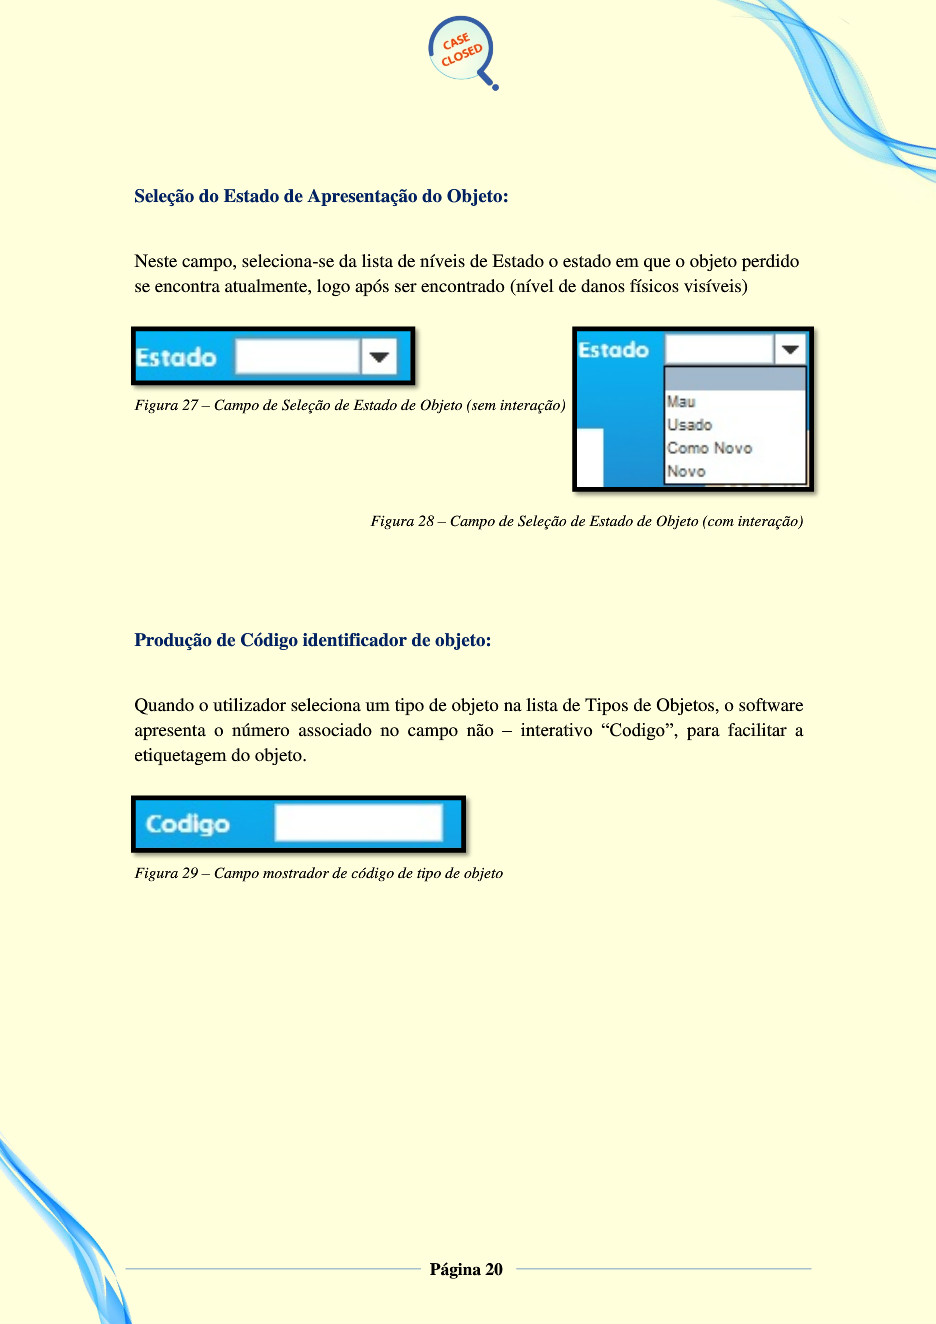 CASE
CLOSED
Seleção do Estado de Apresentação do Objeto:
Neste campo, seleciona-se da lista de níveis de Estado o estado em que o objeto perdido
se encontra atualmente, logo após ser encontrado (nível de danos físicos visíveis)
Estado
Figura 27 – Campo de Seleção de Estado de Objeto (sem interação)
Estado
Mau
Usado
Como Novo
Novo
Figura 28 – Campo de Seleção de Estado de Objeto (com interação)
Produção de Código identificador de objeto:
Quando o utilizador seleciona um tipo de objeto na lista de Tipos de Objetos, o software
apresenta o número associado no campo não – interativo “Codigo”, para facilitar a
etiquetagem do objeto.
Codigo
Figura 29 – Campo mostrador de código de tipo de objeto
Página 20